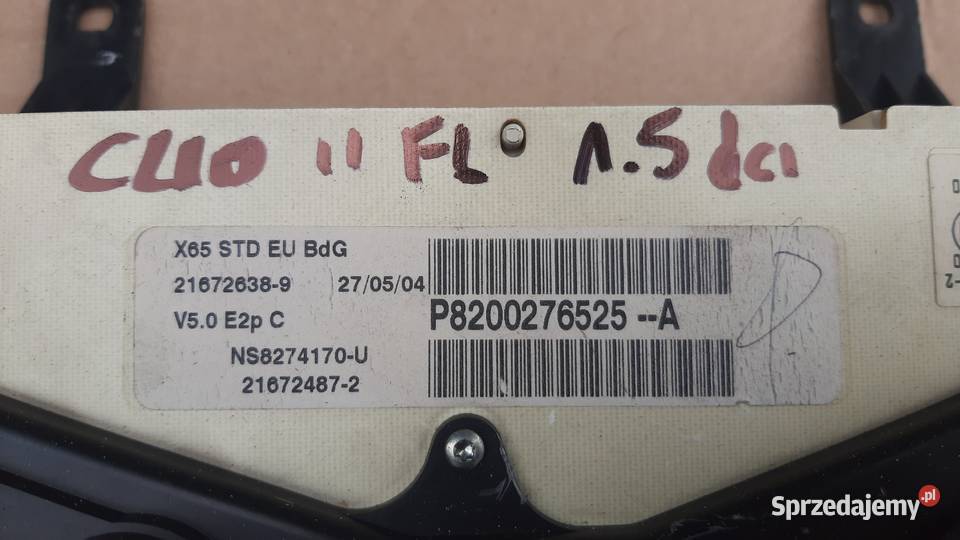 CLIO II FL 1.5 dci
X65 STD EU BdG
21672638-9 27/05/04
V5.0 E2p C
P8200276525--A
NS8274170-U
21672487-2
Sprzedajemy.pl